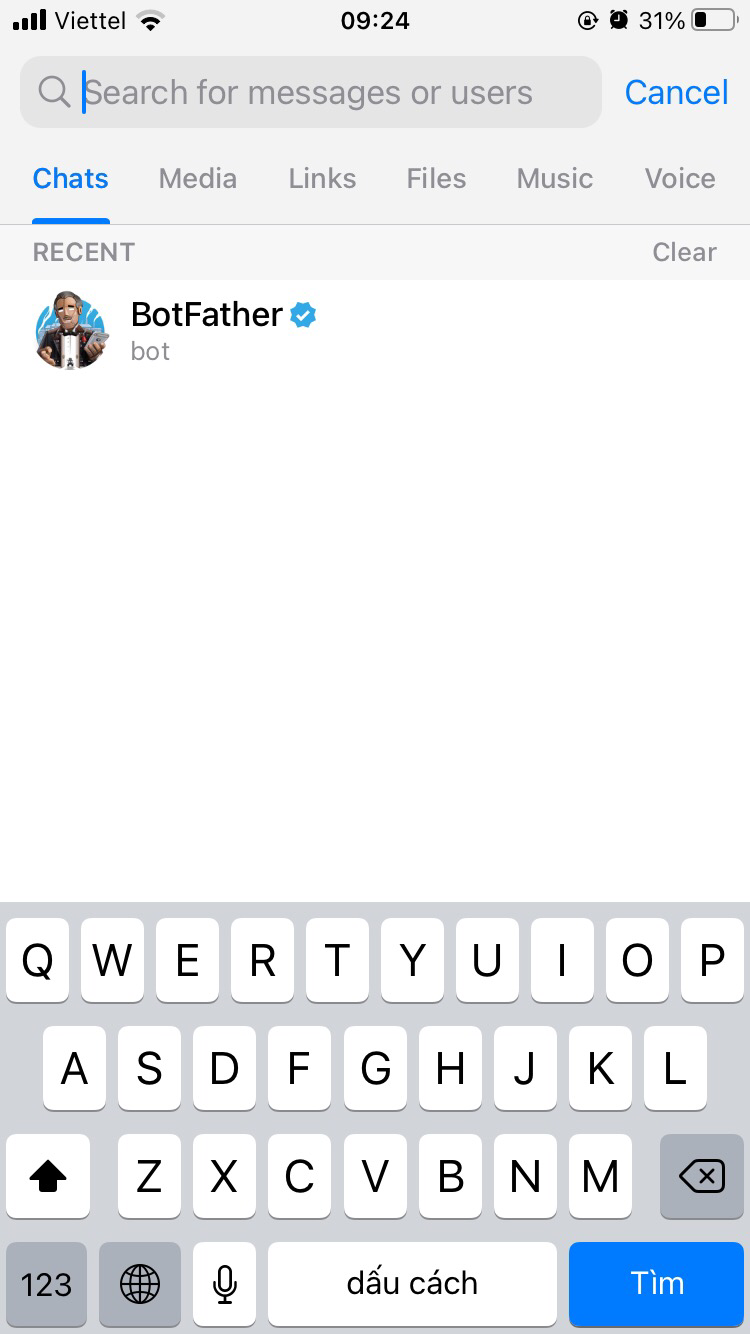 Viettel 09:24 31%
Search for messages or users Cancel
Chats Media Links Files Music Voice
RECENT Clear
BotFather
bot
Q W E R T Y U I O P
A S D F G H J K L
Z X C V B N M
123 dấu cách Tìm